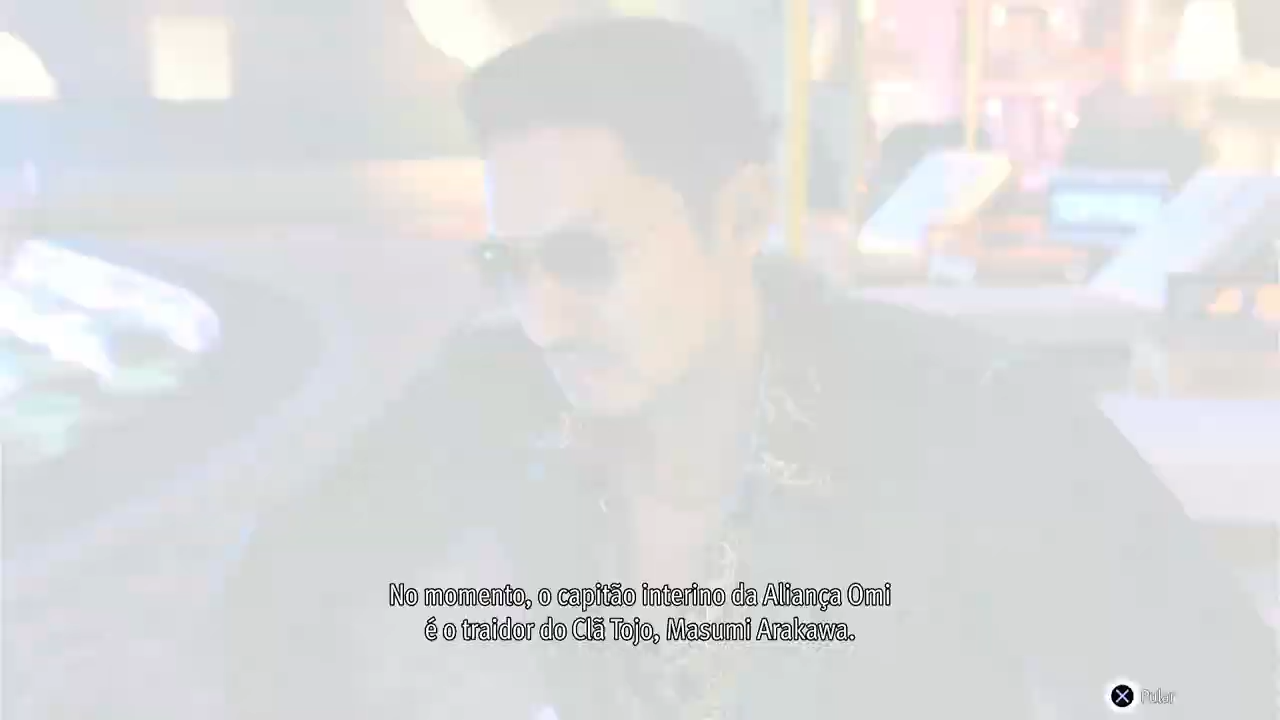 No momento, o capitão interino da Aliança Omi
é o traidor do Clã Tojo, Masumi Arakawa.
Pular